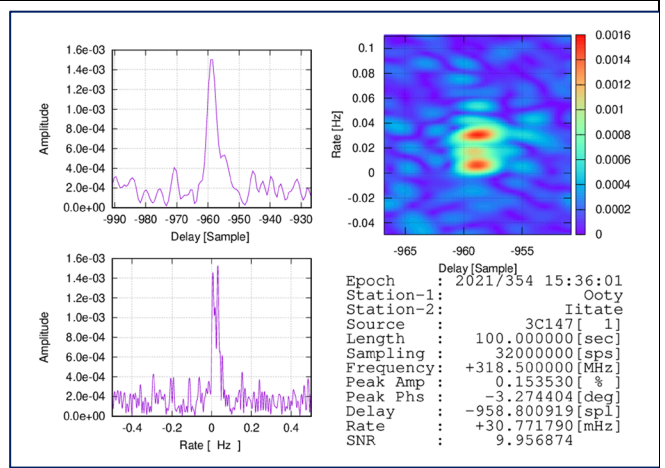 1.6e-03
1.4e-03
1.2e-03
1.0e-03
8.0e-04
6.0e-04
4.0e-04
2.0e-04
0.0e+00
Amplitude
-990 -980 -970 -960 -950 -940 -930
Delay [Sample]
0.1
0.08
0.06
0.04
0.02
0
-0.02
-0.04
Rate [Hz]
-965 -960 -955
Delay [Sample]
0.0016
0.0014
0.0012
0.001
0.0008
0.0006
0.0004
0.0002
0
1.6e-03
1.4e-03
1.2e-03
1.0e-03
8.0e-04
6.0e-04
4.0e-04
2.0e-04
0.0e+00
Amplitude
-0.4 -0.2 0 0.2 0.4
Rate [ Hz ]
Epoch : 2021/354 15:36:01
Station-1: Ooty
Station-2: Iitate
Source : 3C147[ 1]
Length : 100.000000[sec]
Sampling : 32000000[sps]
Frequency: +318.500000[MHz]
Peak Amp : 0.153530[ % ]
Peak Phs : -3.274404[deg]
Delay : -958.800919[spl]
Rate : +30.771790[mHz]
SNR : 9.956874